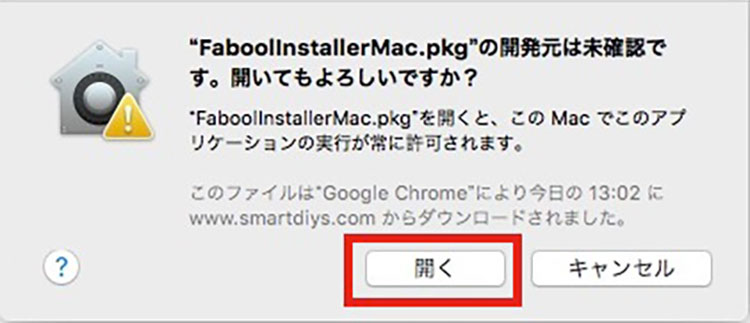 “FaboolInstallerMac.pkg”の開発元は未確認で
す。開いてもよろしいですか？
“FaboolInstallerMac.pkg”を開くと、この Mac でこのアプ
リケーションの実行が常に許可されます。
このファイルは“Google Chrome”により今日の 13:02 に
www.smartdiys.com からダウンロードされました。
?
開く
キャンセル